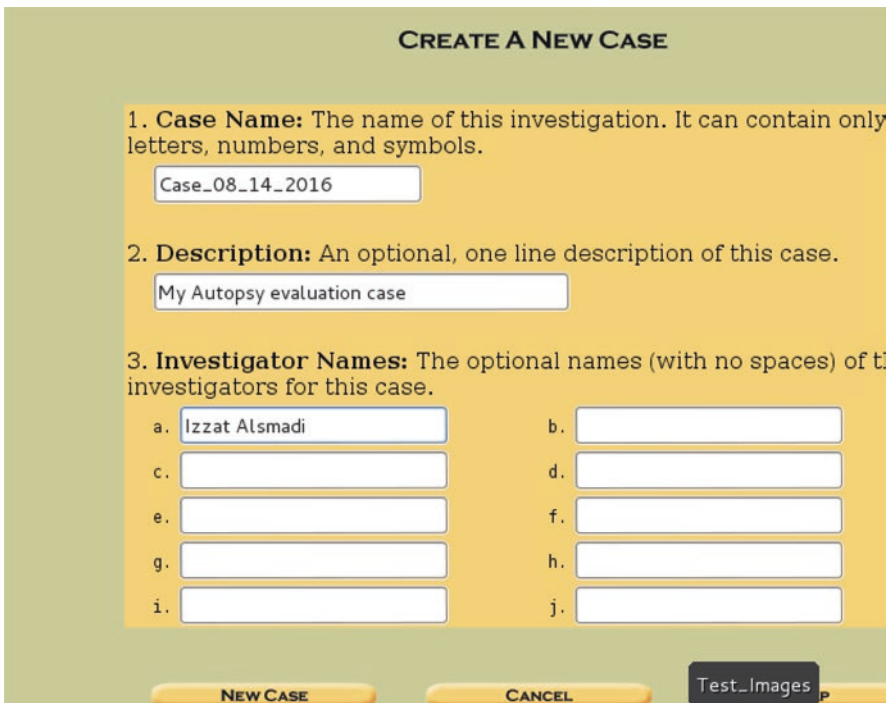 CREATE A NEW CASE
1. Case Name: The name of this investigation. It can contain only
letters, numbers, and symbols.
Case_08_14_2016
2. Description: An optional, one line description of this case.
My Autopsy evaluation case
3. Investigator Names: The optional names (with no spaces) of
investigators for this case.
a. Izzat Alsmadi b.
c. d.
e. f.
g. h.
i. j.
NEW CASE CANCEL Test_Images